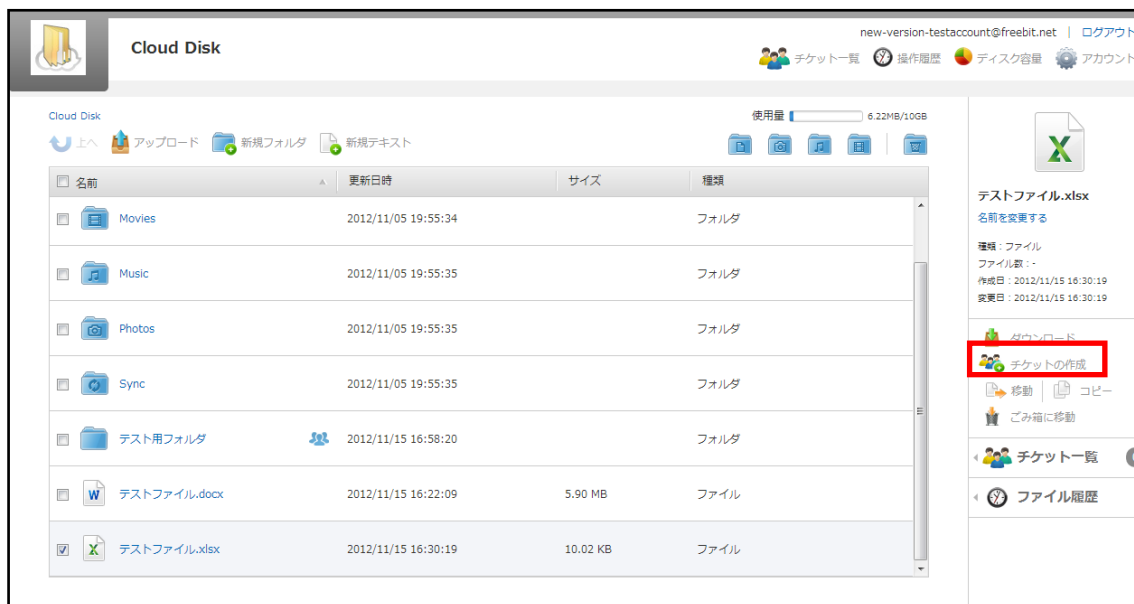 new-version-testaccount@freebit.net | ログアウト
Cloud Disk
チケット一覧 操作履歴 ディスク容量 アカウント
Cloud Disk
使用量 6.22MB/10GB
上へ アップロード 新規フォルダ 新規テキスト
名前 更新日時 サイズ 種類
Movies 2012/11/05 19:55:34 フォルダ
Music 2012/11/05 19:55:35 フォルダ
Photos 2012/11/05 19:55:35 フォルダ
Sync 2012/11/05 19:55:35 フォルダ
テスト用フォルダ 2012/11/15 16:58:20 フォルダ
W テストファイル.docx 2012/11/15 16:22:09 5.90 MB ファイル
X テストファイル.xlsx 2012/11/15 16:30:19 10.02 KB ファイル
X
テストファイル.xlsx
名前を変更する
種類：ファイル
ファイル数：-
作成日：2012/11/15 16:30:19
変更日：2012/11/15 16:30:19
ダウンロード
チケットの作成
移動 コピー
ごみ箱に移動
チケット一覧
ファイル履歴